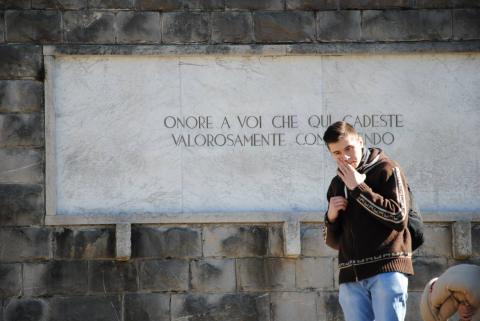 ONORE A VOI CHE QUI CADESTE
VALOROSAMENTE